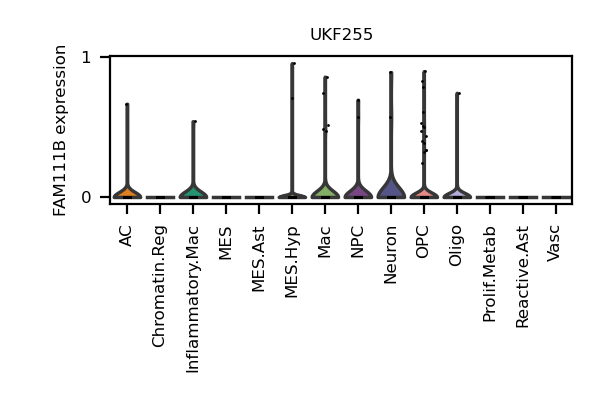 UKF255
FAM111B expression
1
0
AC
Chromatin.Reg
Inflammatory.Mac
MES
MES.Ast
MES.Hyp
Mac
NPC
Neuron
OPC
Oligo
Prolif.Metab
Reactive.Ast
Vasc